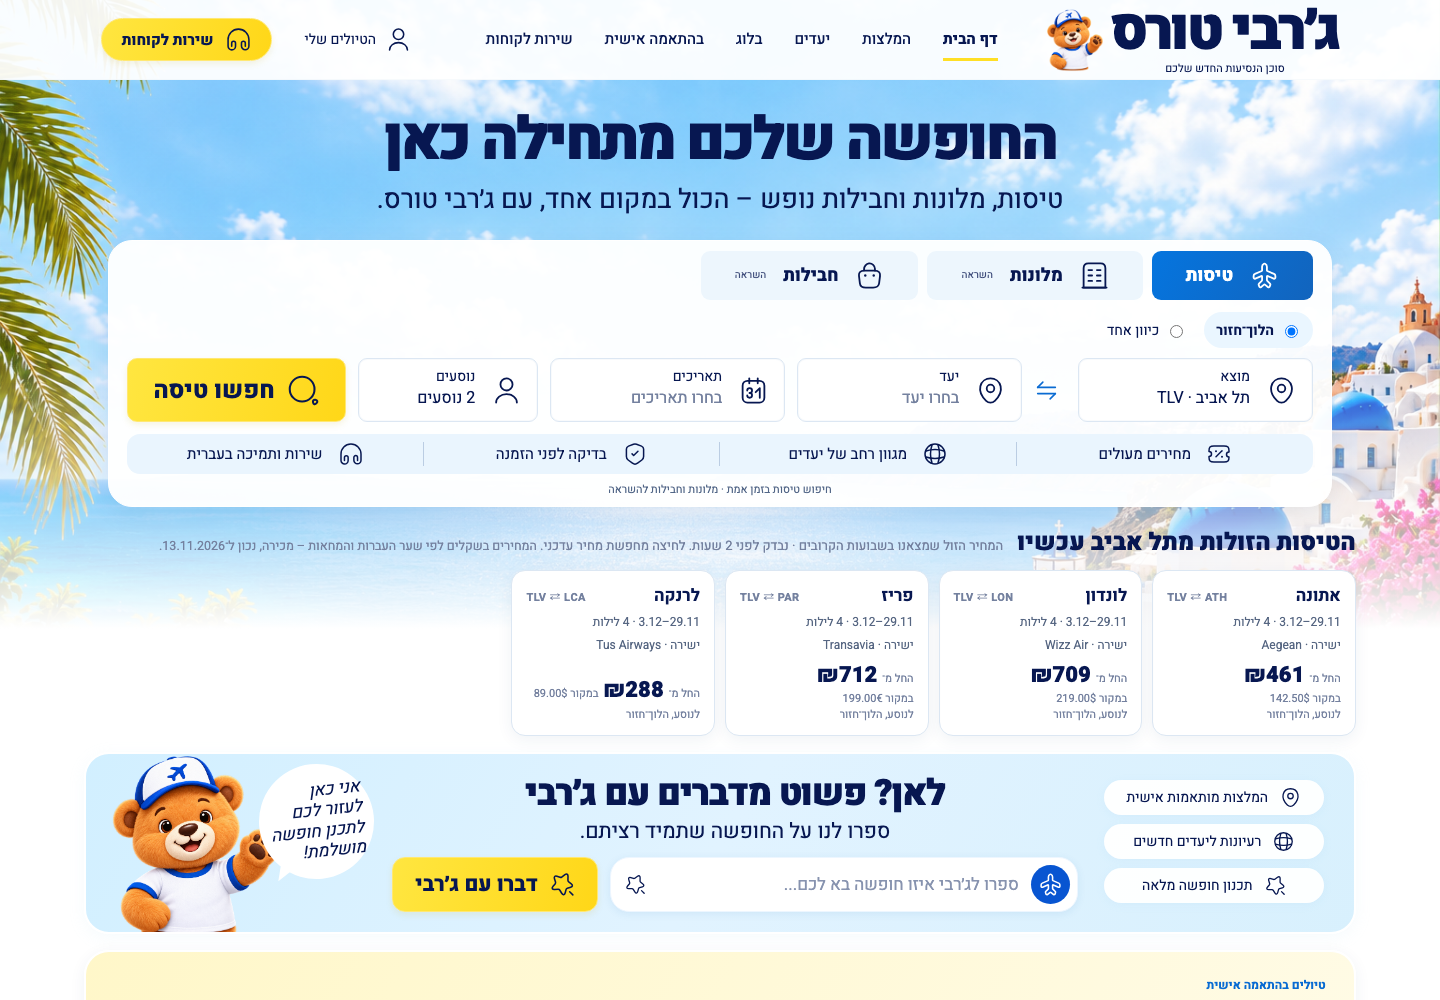 ג'רבי טורס
סוכן הנסיעות החדש שלכם
דף הבית
המלצות
יעדים
בלוג
בהתאמה אישית
שירות לקוחות
הטיולים שלי
שירות לקוחות
החופשה שלכם מתחילה כאן
טיסות, מלונות וחבילות נופש – הכול במקום אחד, עם ג׳רבי טורס.
טיסות
מלונות השראה
חבילות השראה
הלוך־חזור
כיוון אחד
מוצא
תל אביב · TLV
יעד
בחרו יעד
תאריכים
בחרו תאריכים
נוסעים
2 נוסעים
חפשו טיסה
מחירים מעולים
מגוון רחב של יעדים
בדיקה לפני הזמנה
שירות ותמיכה בעברית
חיפוש טיסות בזמן אמת · מלונות וחבילות להשראה
הטיסות הזולות מתל אביב עכשיו
המחיר הזול שמצאנו בשבועות הקרובים · נבדק לפני 2 שעות. לחיצה מחפשת מחיר עדכני. המחירים בשקלים לפי שער העברות והמחאות – מכירה, נכון ל־13.11.2026.
אתונה TLV ⇄ ATH
29.11–3.12 · 4 לילות
ישירה · Aegean
החל מ־ ₪461
במקור $142.50
לנוסע, הלוך־חזור
לונדון TLV ⇄ LON
29.11–3.12 · 4 לילות
ישירה · Wizz Air
החל מ־ ₪709
במקור $219.00
לנוסע, הלוך־חזור
פריז TLV ⇄ PAR
29.11–3.12 · 4 לילות
ישירה · Transavia
החל מ־ ₪712
במקור €199.00
לנוסע, הלוך־חזור
לרנקה TLV ⇄ LCA
29.11–3.12 · 4 לילות
ישירה · Tus Airways
החל מ־ ₪288 במקור $89.00
לנוסע, הלוך־חזור
המלצות מותאמות אישית
רעיונות ליעדים חדשים
תכנון חופשה מלאה
לאן? פשוט מדברים עם ג׳רבי
ספרו לנו על החופשה שתמיד רציתם.
ספרו לג׳רבי איזו חופשה בא לכם...
דברו עם ג׳רבי
אני כאן
לעזור לכם
לתכנן חופשה
מושלמת!
טיולים בהתאמה אישית